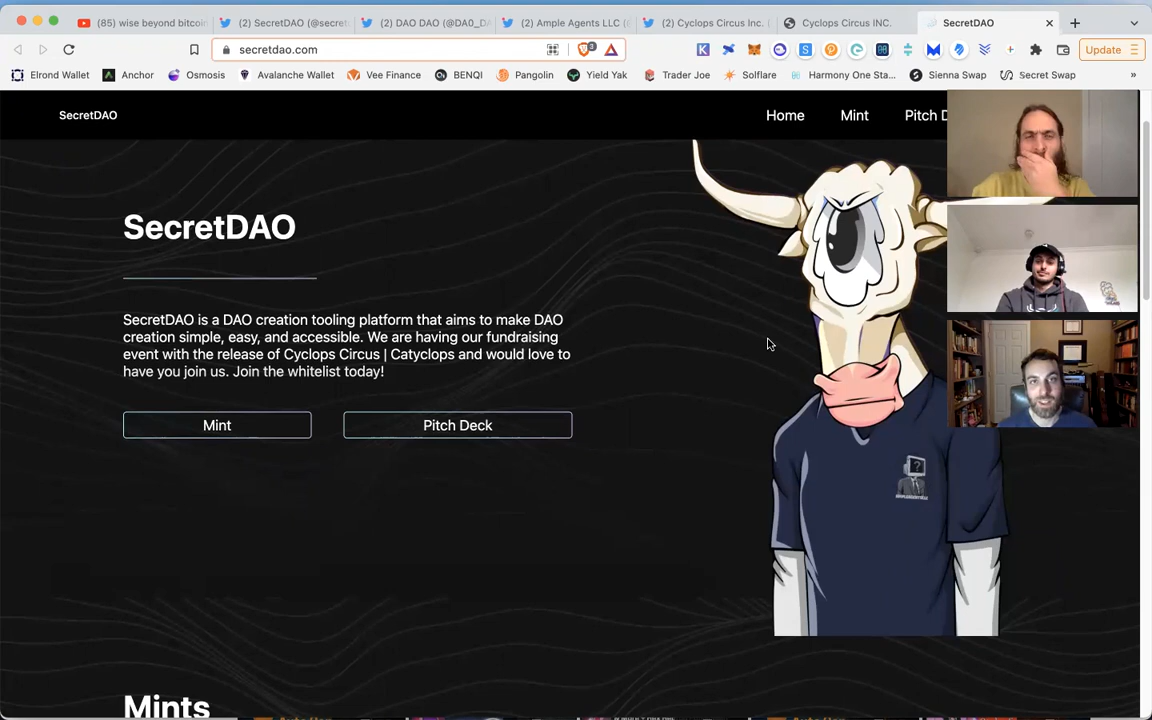 (85) wise beyond bitcoin
(2) SecretDAO (@secret
(2) DAO DAO (@DA0_DA
(2) Ample Agents LLC (@
(2) Cyclops Circus Inc. (
Cyclops Circus INC.
SecretDAO
secretdao.com
3
Update
Elrond Wallet
Anchor
Osmosis
Avalanche Wallet
Vee Finance
BENQI
Pangolin
Yield Yak
Trader Joe
Solflare
Harmony One Sta...
Sienna Swap
Secret Swap
»
SecretDAO
Home
Mint
Pitch D
SecretDAO
SecretDAO is a DAO creation tooling platform that aims to make DAO
creation simple, easy, and accessible. We are having our fundraising
event with the release of Cyclops Circus | Catyclops and would love to
have you join us. Join the whitelist today!
Mint
Pitch Deck
?
Mints